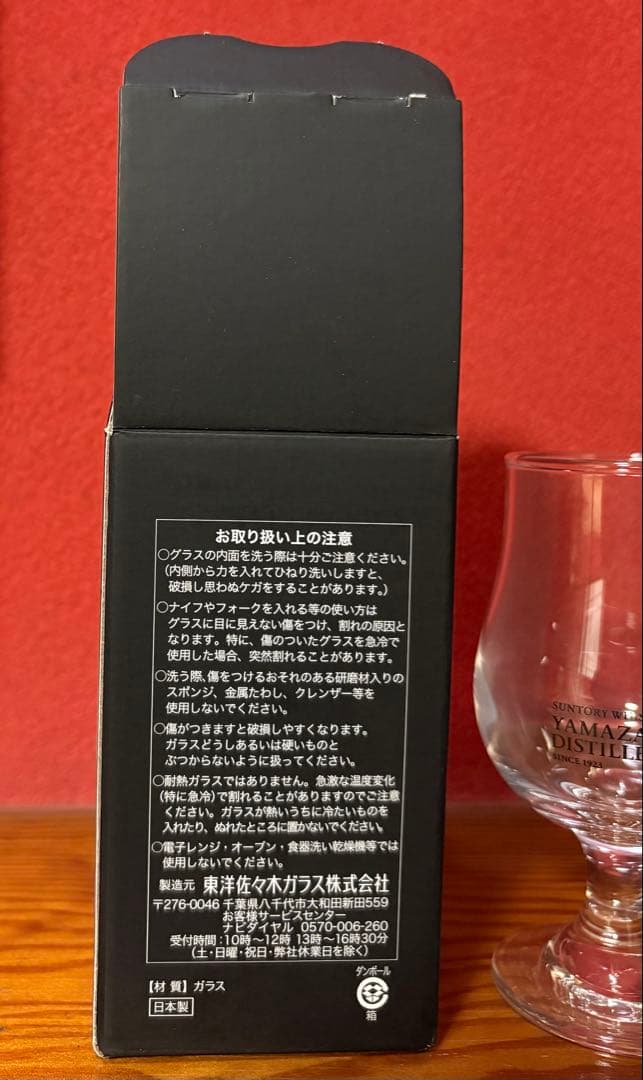 お取り扱い上の注意
○グラスの内面を洗う際は十分ご注意ください。
(内側から力を入れてひねり洗いしますと、
破損し思わぬケガをすることがあります。)
○ナイフやフォークを入れる等の使い方は
グラスに目に見えない傷をつけ、割れの原因と
なります。特に、傷のついたグラスを急冷で
使用した場合、突然割れることがあります。
○洗う際、傷をつけるおそれのある研磨材入りの
スポンジ、金属たわし、クレンザー等を
使用しないでください。
○傷がつきますと破損しやすくなります。
ガラスどうしあるいは硬いものと
ぶつからないように扱ってください。
○耐熱ガラスではありません。急激な温度変化
(特に急冷)で割れることがありますのでご注意
ください。ガラスが熱いうちに冷たいものを
入れたり、ぬれたところに置かないでください。
○電子レンジ・オーブン・食器洗い乾燥機等では
使用しないでください。
製造元 東洋佐々木ガラス株式会社
〒276-0046 千葉県八千代市大和田新田559
お客様サービスセンター
ナビダイヤル 0570-006-260
受付時間:10時〜12時 13時〜16時30分
(土・日曜・祝日・弊社休業日を除く)
【材 質】ガラス
日本製
ダンボール
箱
SUNTORY
YAMAZA
DISTILLE
SINCE 1923